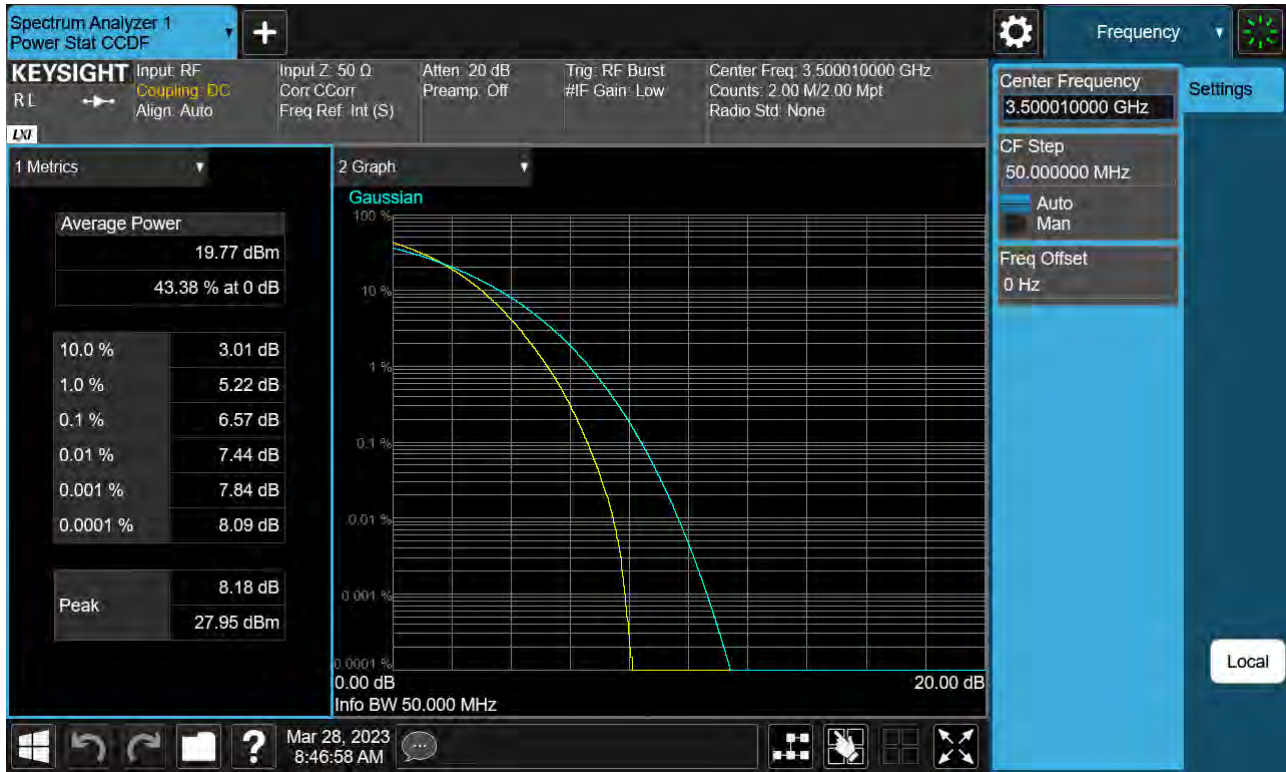 Spectrum Analyzer 1
Power Stat CCDF
Frequency
KEYSIGHT
RL
LXI
Input: RF
Coupling: DC
Align: Auto
Input Z: 50 Ω
Corr CCorr
Freq Ref: Int (S)
Atten: 20 dB
Preamp: Off
Trig: RF Burst
#IF Gain: Low
Center Freq: 3.500010000 GHz
Counts: 2.00 M/2.00 Mpt
Radio Std: None
Center Frequency
3.500010000 GHz
Settings
CF Step
50.000000 MHz
Auto
Man
Freq Offset
0 Hz
1 Metrics
Average Power
19.77 dBm
43.38 % at 0 dB
10.0 % 3.01 dB
1.0 % 5.22 dB
0.1 % 6.57 dB
0.01 % 7.44 dB
0.001 % 7.84 dB
0.0001 % 8.09 dB
Peak
8.18 dB
27.95 dBm
2 Graph
Gaussian
100 %
10 %
1 %
0.1 %
0.01 %
0.001 %
0.0001 %
0.00 dB 20.00 dB
Info BW 50.000 MHz
Local
?
Mar 28, 2023
8:46:58 AM